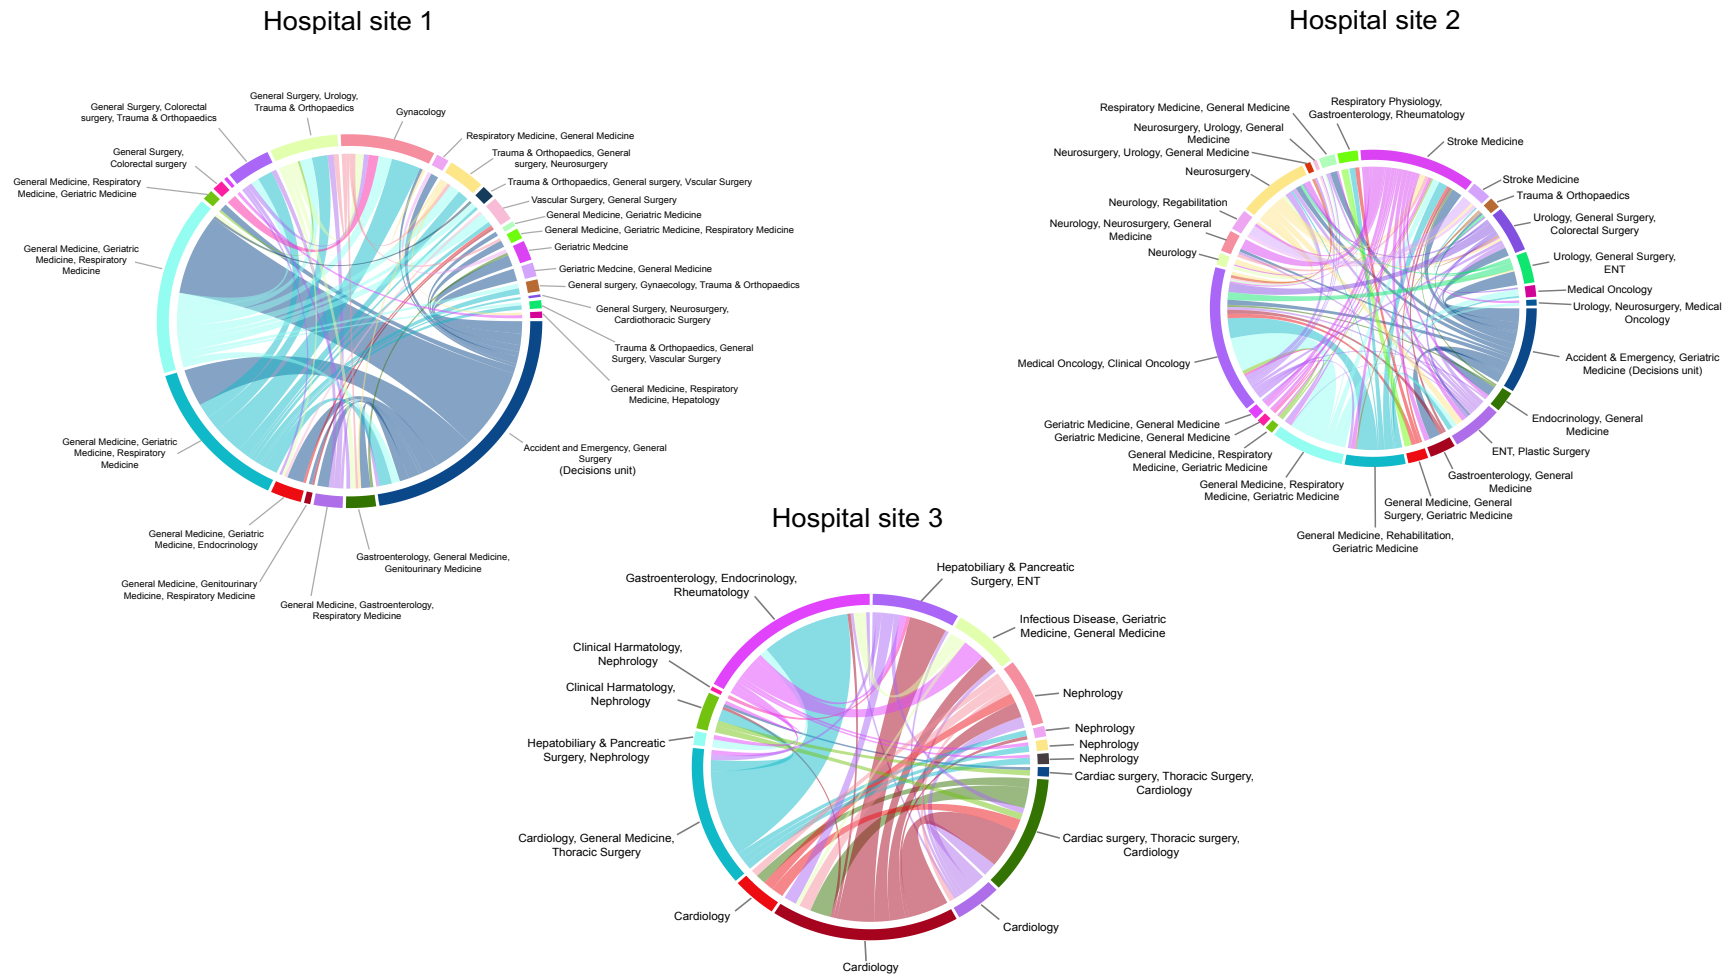 Hospital site 1
General Surgery, Urology,
Trauma & Orthopaedics
General Surgery, Colorectal
surgery, Trauma & Orthopaedics
Gynacology
General Surgery,
Colorectal surgery
General Medicine, Respiratory
Medicine, Geriatric Medicine
General Medicine, Geriatric
Medicine, Respiratory
Medicine
General Medicine, Geriatric
Medicine, Respiratory
Medicine
General Medicine, Geriatric
Medicine, Endocrinology
General Medicine, Genitourinary
Medicine, Respiratory Medicine
General Medicine, Gastroenterology,
Respiratory Medicine
Gastroenterology, General Medicine,
Genitourinary Medicine
Respiratory Medicine, General Medicine
Trauma & Orthopaedics, General
surgery, Neurosurgery
Trauma & Orthopaedics, General surgery, Vscular Surgery
Vascular Surgery, General Surgery
General Medicine, Geriatric Medicine
General Medicine, Geriatric Medicine, Respiratory Medicine
Geriatric Medcine
Geriatric Medcine, General Medicine
General surgery, Gynaecology, Trauma & Orthopaedics
General Surgery, Neurosurgery,
Cardiothoracic Surgery
Trauma & Orthopaedics, General
Surgery, Vascular Surgery
General Medicine, Respiratory
Medicine, Hepatology
Accident and Emergency, General
Surgery
(Decisions unit)
Hospital site 2
Respiratory Physiology,
Gastroenterology, Rheumatology
Respiratory Medicine, General Medicine
Neurosurgery, Urology, General
Medicine
Neurosurgery, Urology, General Medicine
Neurosurgery
Neurology, Regabilitation
Neurology, Neurosurgery, General
Medicine
Neurology
Medical Oncology, Clinical Oncology
Geriatric Medicine, General Medicine
Geriatric Medicine, General Medicine
General Medicine, Respiratory
Medicine, Geriatric Medicine
General Medicine, Respiratory
Medicine, Geriatric Medicine
General Medicine, Rehabilitation,
Geriatric Medicine
General Medicine, General
Surgery, Geriatric Medicine
Gastroenterology, General
Medicine
ENT, Plastic Surgery
Endocrinology, General
Medicine
Accident & Emergency, Geriatric
Medicine (Decisions unit)
Urology, Neurosurgery, Medical
Oncology
Medical Oncology
Urology, General Surgery,
ENT
Urology, General Surgery,
Colorectal Surgery
Trauma & Orthopaedics
Stroke Medicine
Stroke Medicine
Hospital site 3
Hepatobiliary & Pancreatic
Surgery, ENT
Gastroenterology, Endocrinology,
Rheumatology
Infectious Disease, Geriatric
Medicine, General Medicine
Clinical Harmatology,
Nephrology
Clinical Harmatology,
Nephrology
Hepatobiliary & Pancreatic
Surgery, Nephrology
Cardiology, General Medicine,
Thoracic Surgery
Cardiology
Cardiology
Cardiology
Nephrology
Nephrology
Nephrology
Nephrology
Cardiac surgery, Thoracic Surgery,
Cardiology
Cardiac surgery, Thoracic surgery,
Cardiology